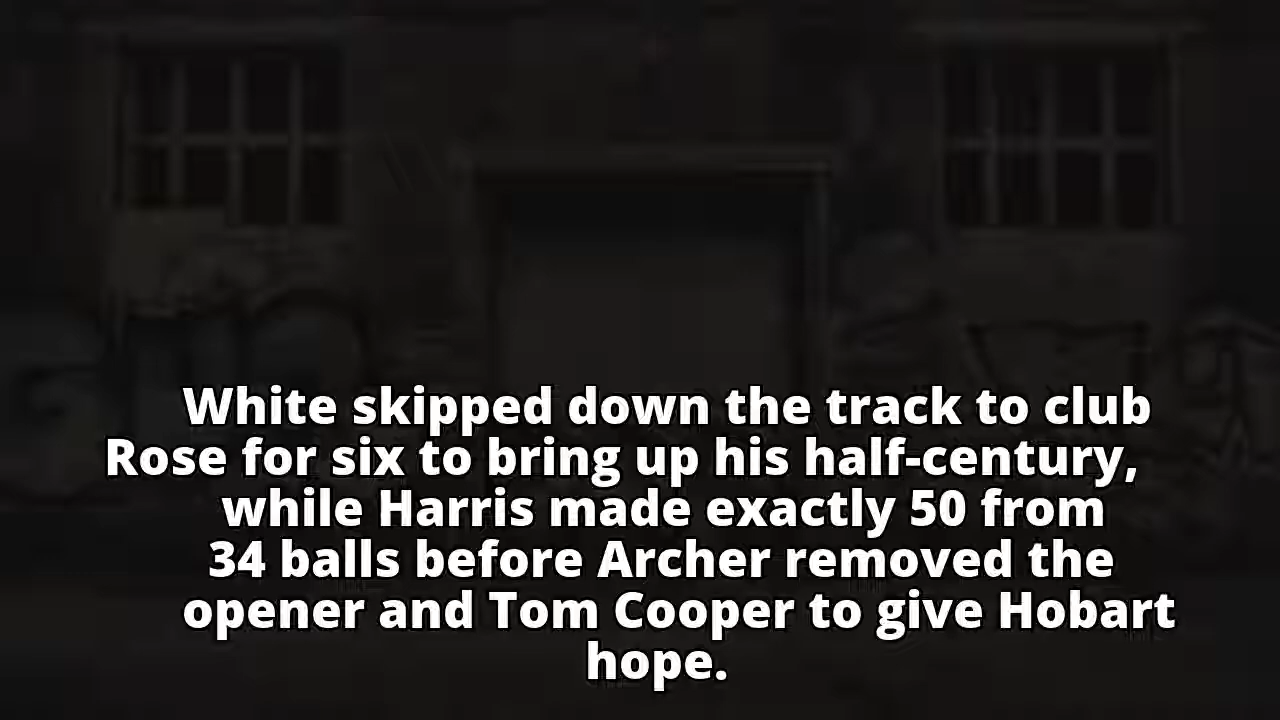 White skipped down the track to club
Rose for six to bring up his half-century,
while Harris made exactly 50 from
34 balls before Archer removed the
opener and Tom Cooper to give Hobart
hope.